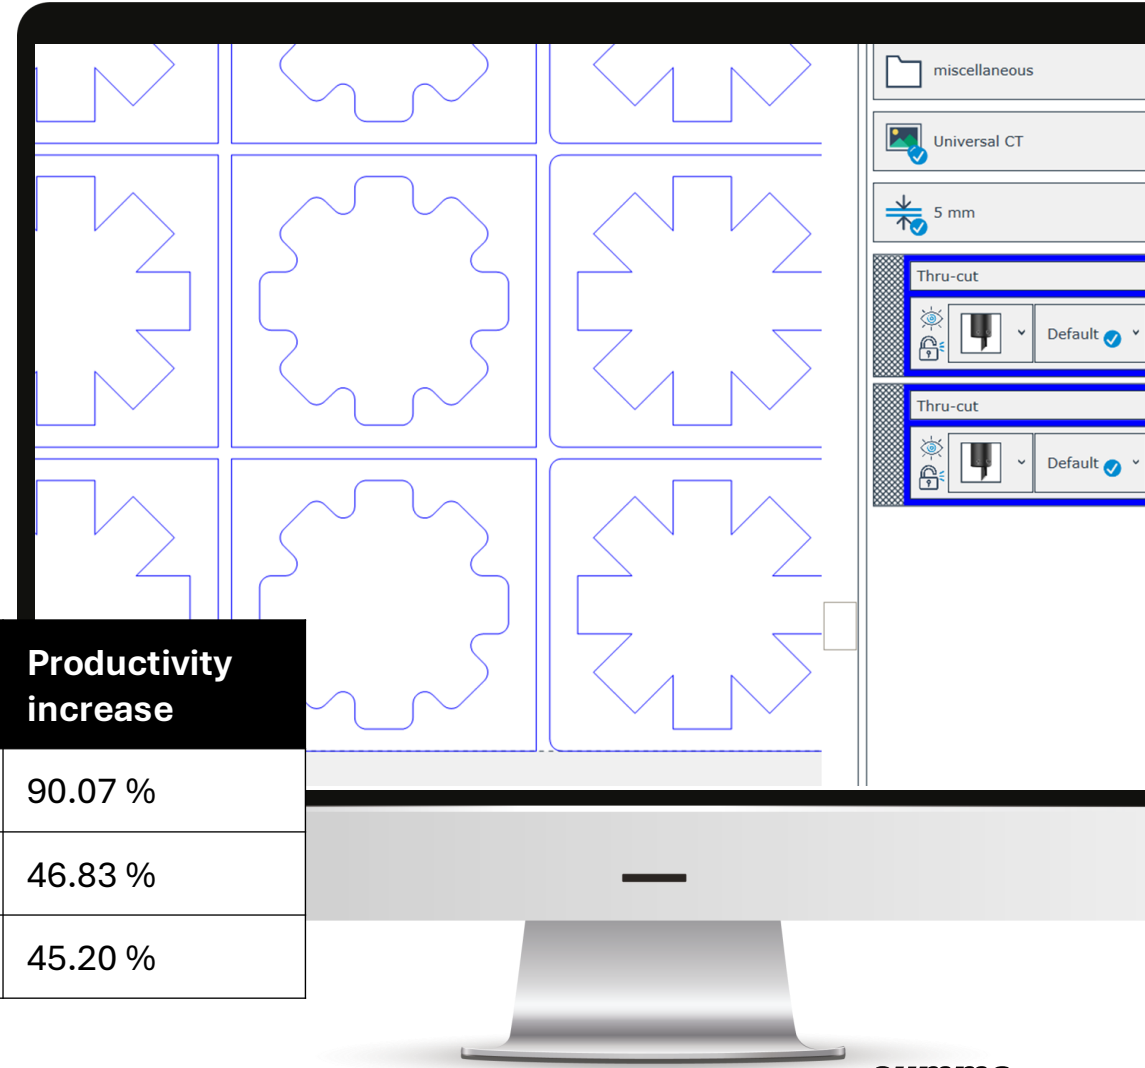 miscellaneous
Universal CT
5 mm
Thru-cut
Default
Thru-cut
Default
Productivity
increase
90.07 %
46.83 %
45.20 %